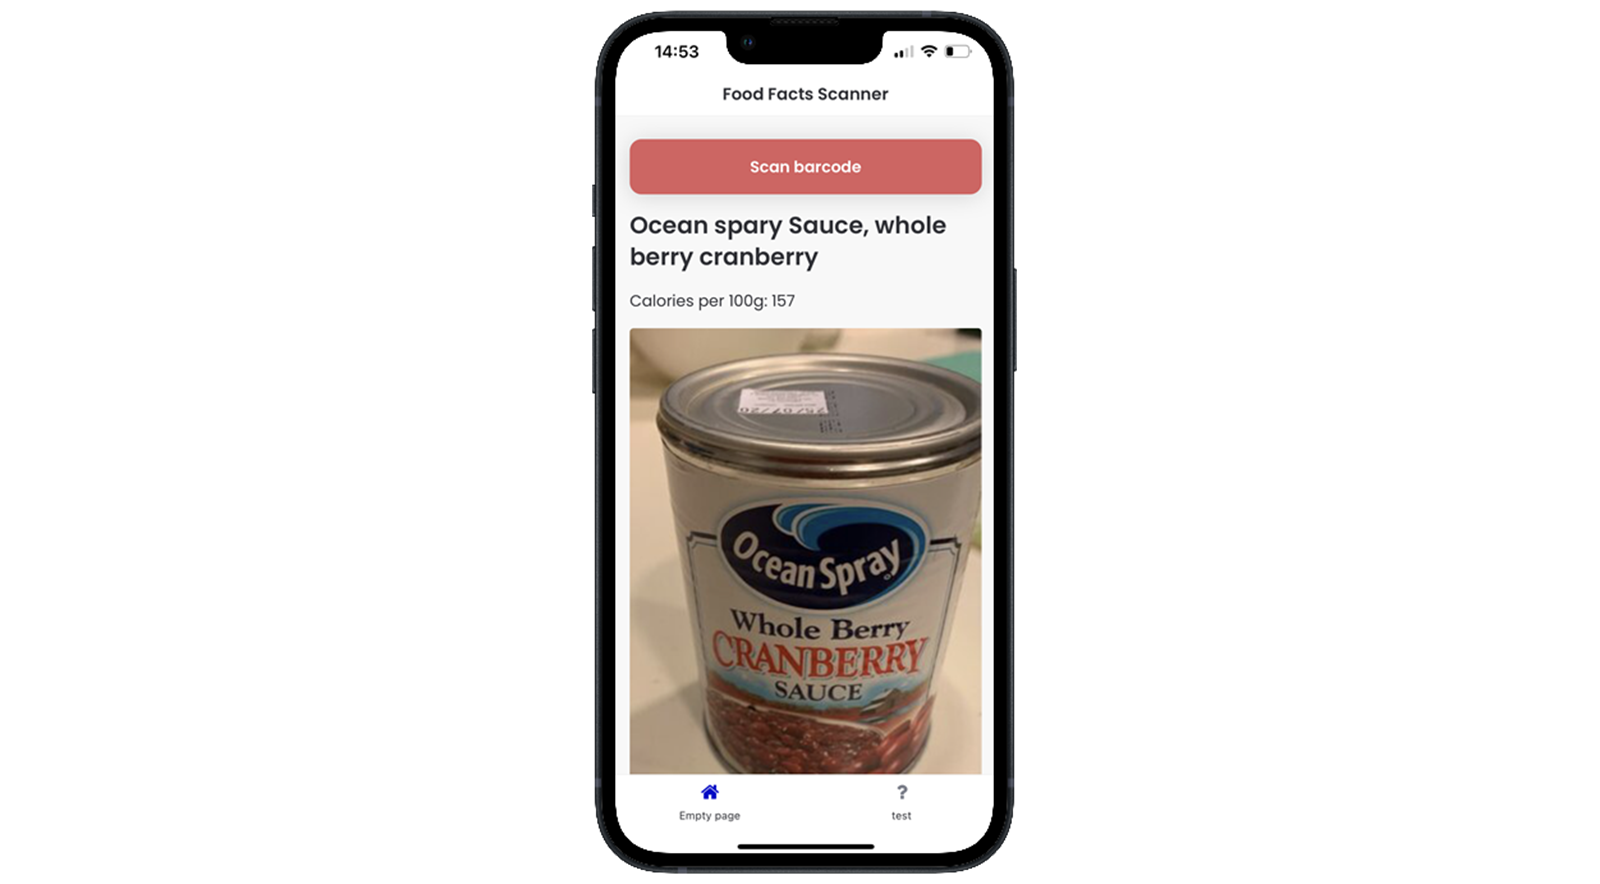 14:53
Food Facts Scanner
Scan barcode
Ocean spary Sauce, whole
berry cranberry
Calories per 100g: 157
Ocean Spray
Whole Berry
CRANBERRY
SAUCE
Empty page
?
test